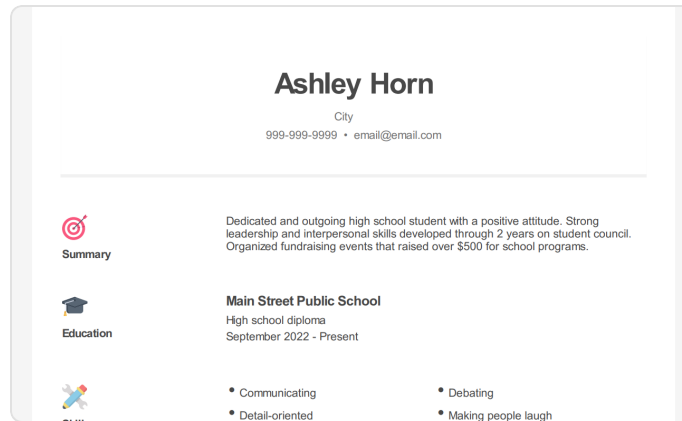 Ashley Horn
City
999-999-9999 • email@email.com
Summary
Dedicated and outgoing high school student with a positive attitude. Strong
leadership and interpersonal skills developed through 2 years on student council.
Organized fundraising events that raised over $500 for school programs.
Education
Main Street Public School
High school diploma
September 2022 - Present
• Communicating
• Detail-oriented
• Debating
• Making people laugh